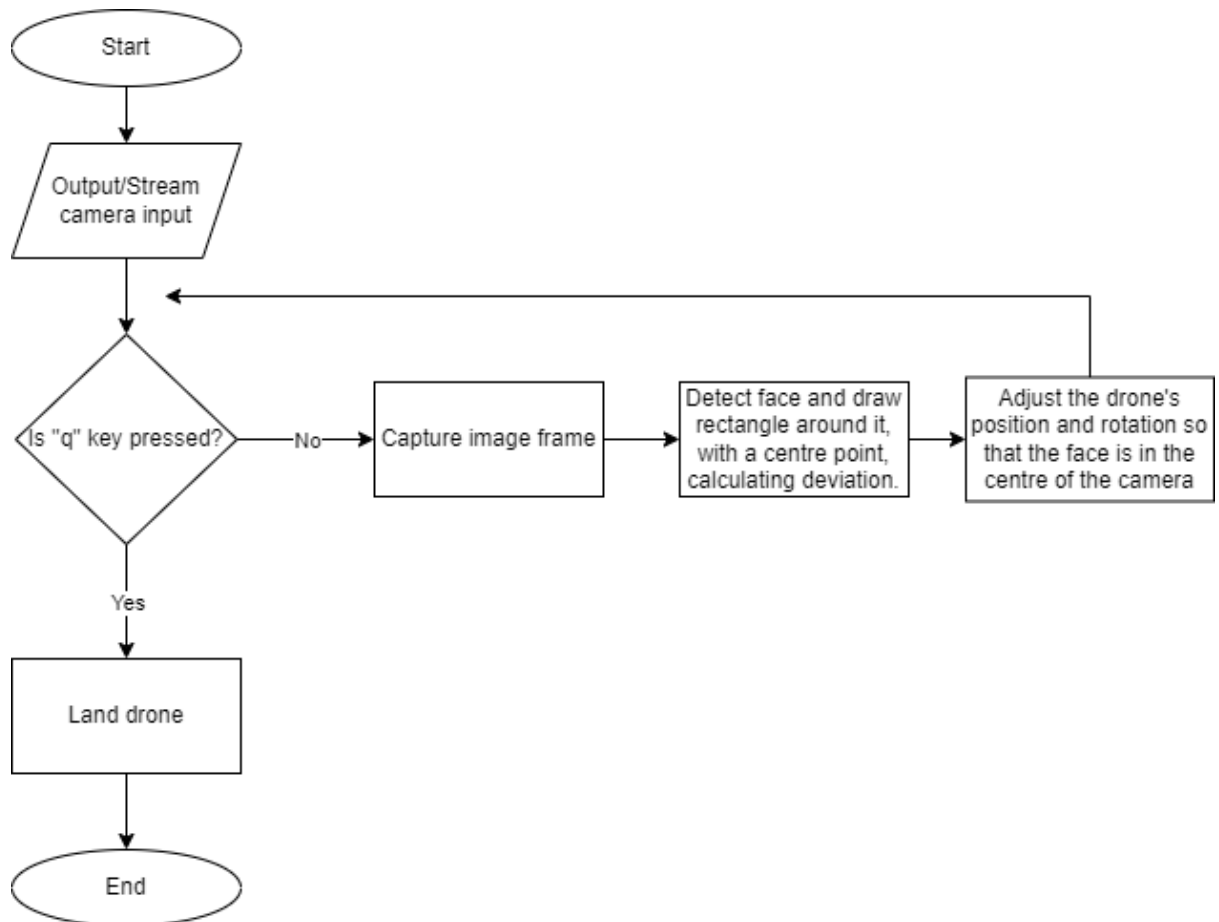 Start
Output/Stream
camera input
Is "q" key pressed?
No
Capture image frame
Detect face and draw
rectangle around it,
with a centre point,
calculating deviation.
Adjust the drone's
position and rotation so
that the face is in the
centre of the camera
Yes
Land drone
End